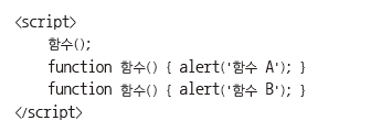 <script>
    함수();
    function 함수() { alert('함수 A'); }
    function 함수() { alert('함수 B'); }
</script>